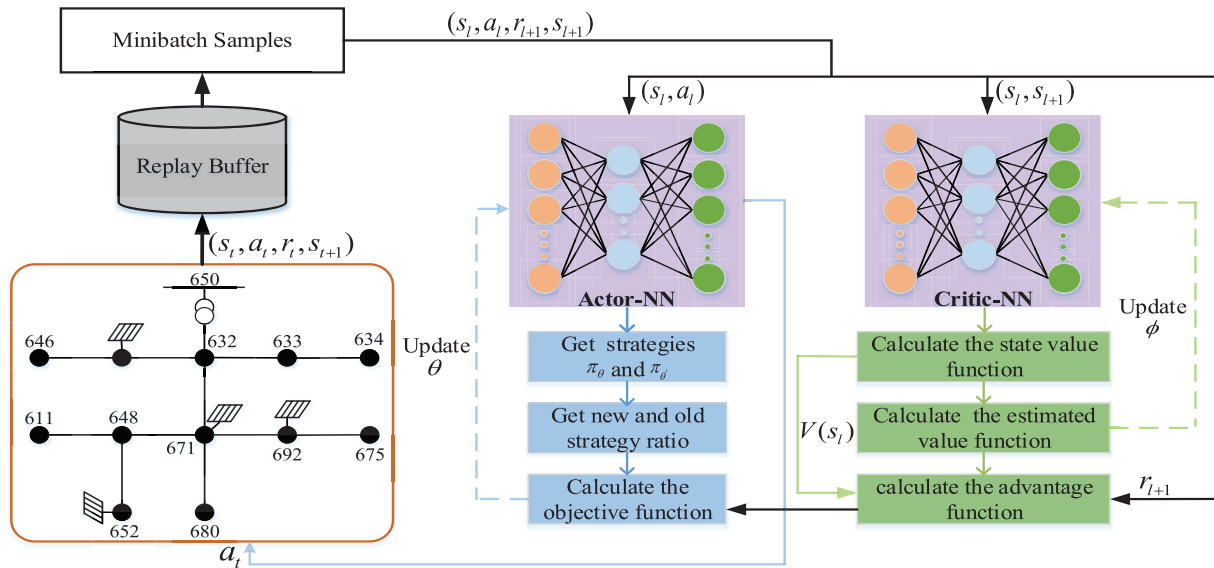 Minibatch Samples
(s_l, a_l, r_{l+1}, s_{l+1})
(s_l, a_l)
(s_l, s_{l+1})
Replay Buffer
(s_t, a_t, r_t, s_{t+1})
650
646
632
633
634
611
648
671
692
675
652
680
a_t
Update
θ
Actor-NN
Get strategies
π_θ and π_θ
Get new and old
strategy ratio
Calculate the
objective function
Critic-NN
Update
ϕ
Calculate the state value
function
Calculate the estimated
value function
V(s_l)
calculate the advantage
function
r_{l+1}